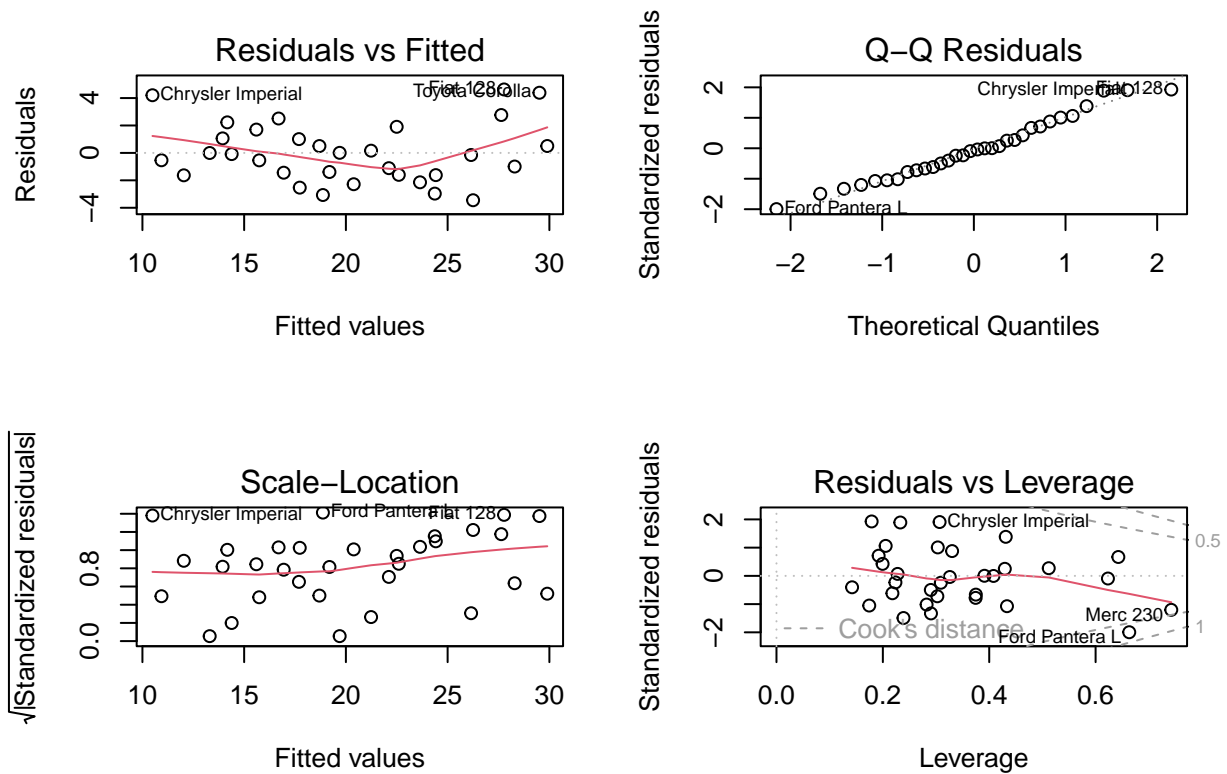 Residuals vs Fitted
Residuals
−4
0
4
Chrysler Imperial
Fiat 128
Toyota Corolla
10
15
20
25
30
Fitted values
Q−Q Residuals
Standardized residuals
−2
0
2
Chrysler Imperial
Fiat 128
Ford Pantera L
−2
−1
0
1
2
Theoretical Quantiles
Scale−Location
√|Standardized residuals|
0.0
0.8
Chrysler Imperial
Ford Pantera L
Fiat 128
10
15
20
25
30
Fitted values
Residuals vs Leverage
Standardized residuals
−2
0
2
Chrysler Imperial
0.5
Merc 230
1
Cook's distance
Ford Pantera L
0.0
0.2
0.4
0.6
Leverage